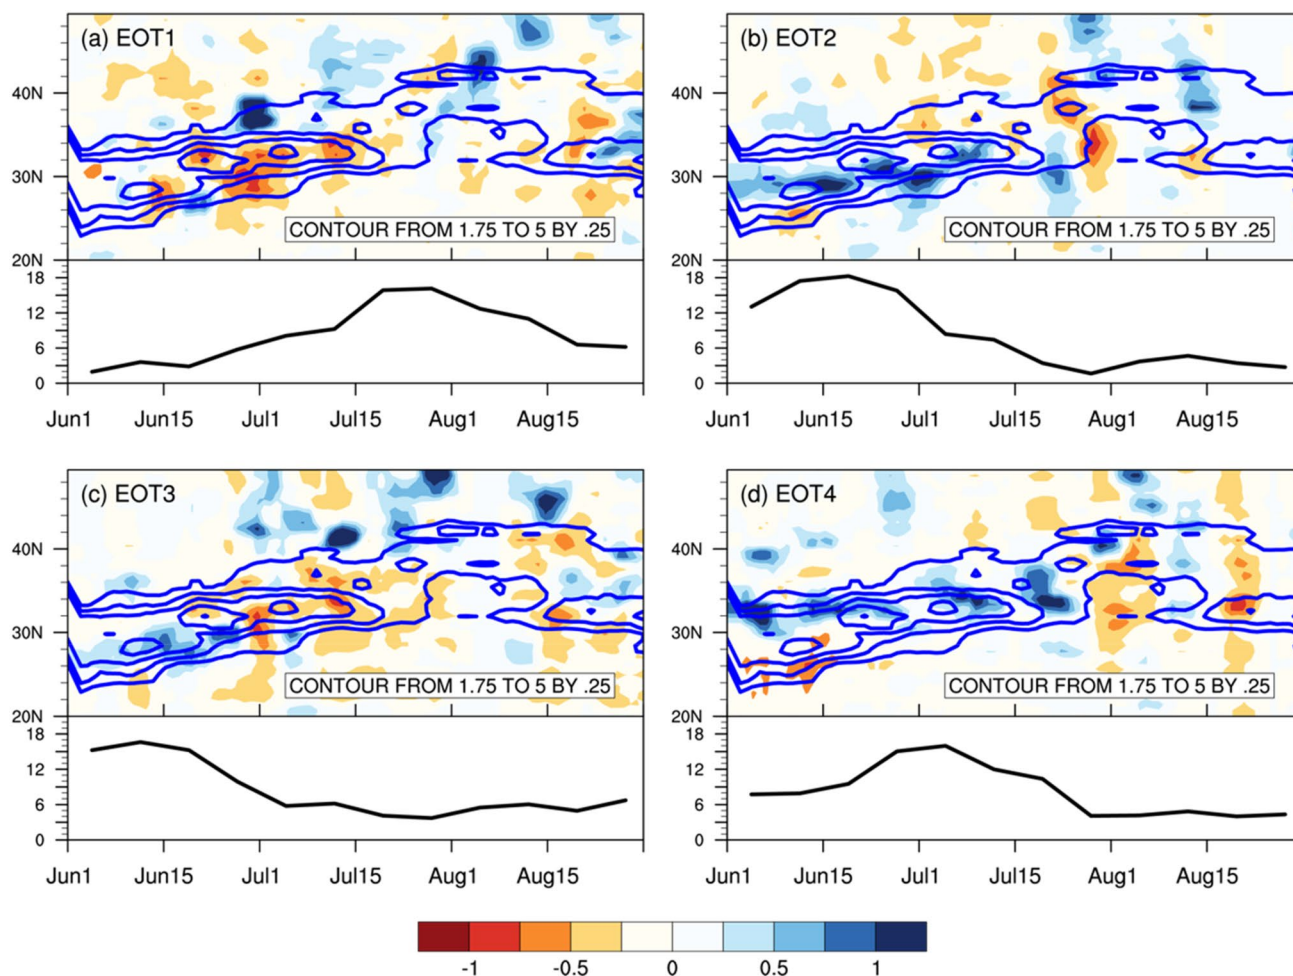 (a) EOT1
(b) EOT2
40N
40N
30N
30N
CONTOUR FROM 1.75 TO 5 BY .25
CONTOUR FROM 1.75 TO 5 BY .25
20N
20N
18
18
12
12
6
6
0
0
Jun1 Jun15 Jul1 Jul15 Aug1 Aug15
Jun1 Jun15 Jul1 Jul15 Aug1 Aug15
(c) EOT3
(d) EOT4
40N
40N
30N
30N
CONTOUR FROM 1.75 TO 5 BY .25
CONTOUR FROM 1.75 TO 5 BY .25
20N
20N
18
18
12
12
6
6
0
0
Jun1 Jun15 Jul1 Jul15 Aug1 Aug15
Jun1 Jun15 Jul1 Jul15 Aug1 Aug15
-1 -0.5 0 0.5 1